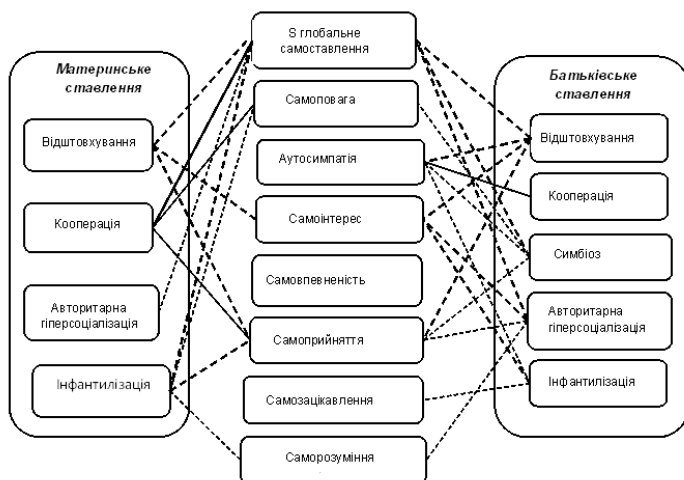 S глобальне
самоставлення
Материнське
ставлення
Відштовхування
Кооперація
Авторитарна
гіперсоціалізація
Інфантилізація
Самоповага
Аутосимпатія
Самоінтерес
Самовпевненість
Самоприйняття
Самозацікавлення
Саморозуміння
Батьківське
ставлення
Відштовхування
Кооперація
Симбіоз
Авторитарна
гіперсоціалізація
Інфантилізація